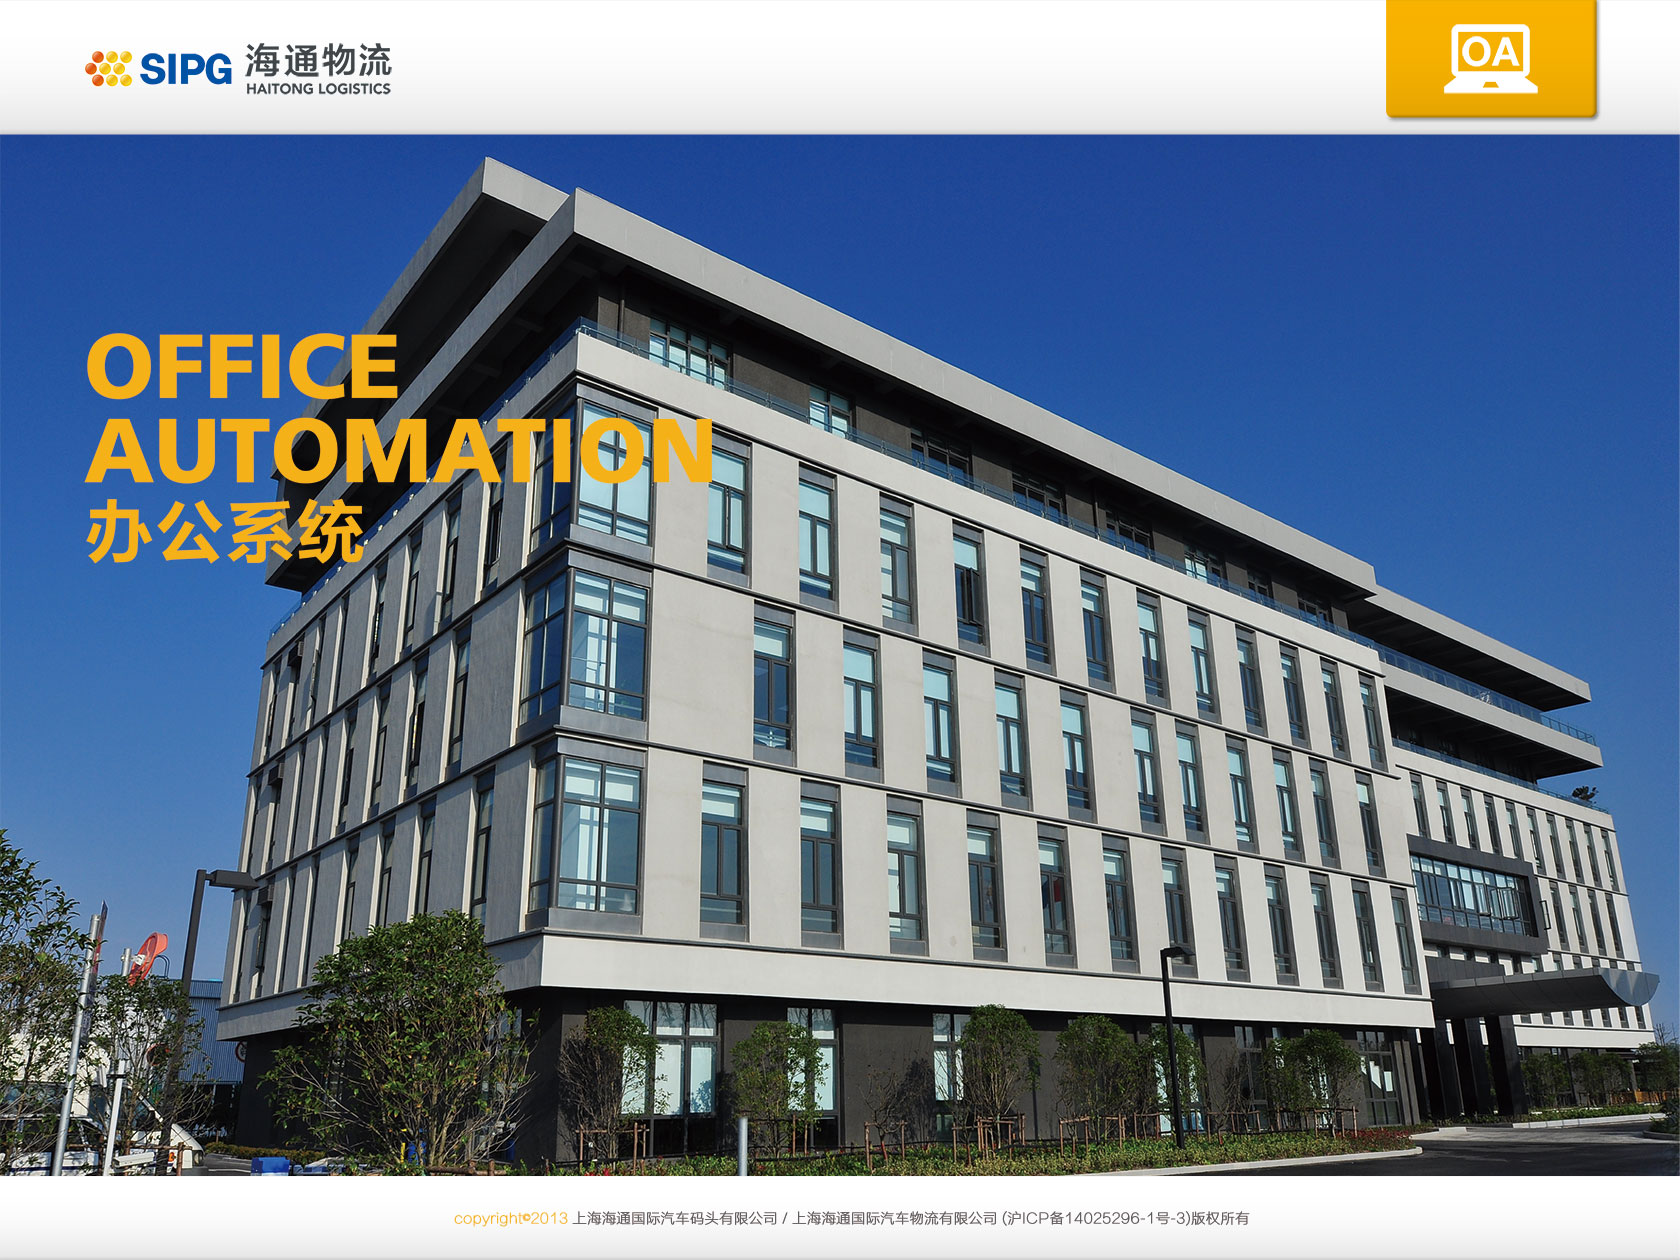 SIPG 海通物流
HAITONG LOGISTICS
OA
OFFICE
AUTOMATION
办公系统
copyright©2013 上海海通国际汽车码头有限公司 / 上海海通国际汽车物流有限公司 (沪ICP备14025296-1号-3)版权所有